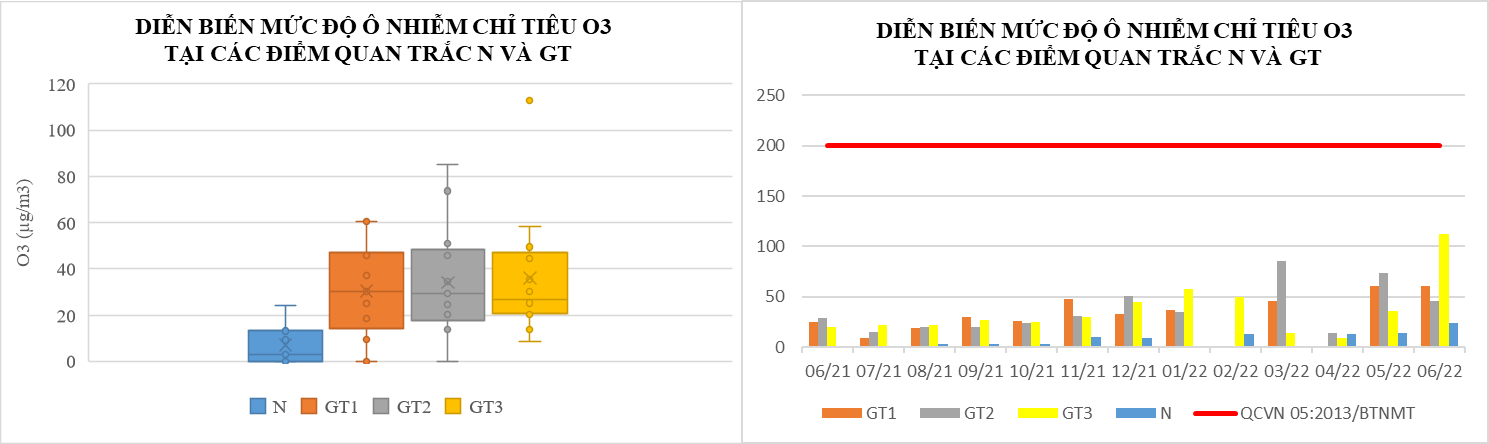 DIỄN BIẾN MỨC ĐỘ Ô NHIỄM CHỈ TIÊU O3
TẠI CÁC ĐIỂM QUAN TRẮC N VÀ GT
120
100
80
60
40
20
0
O3 (µg/m3)
N GT1 GT2 GT3
DIỄN BIẾN MỨC ĐỘ Ô NHIỄM CHỈ TIÊU O3
TẠI CÁC ĐIỂM QUAN TRẮC N VÀ GT
250
200
150
100
50
0
06/21 07/21 08/21 09/21 10/21 11/21 12/21 01/22 02/22 03/22 04/22 05/22 06/22
GT1 GT2 GT3 N QCVN 05:2013/BTNMT